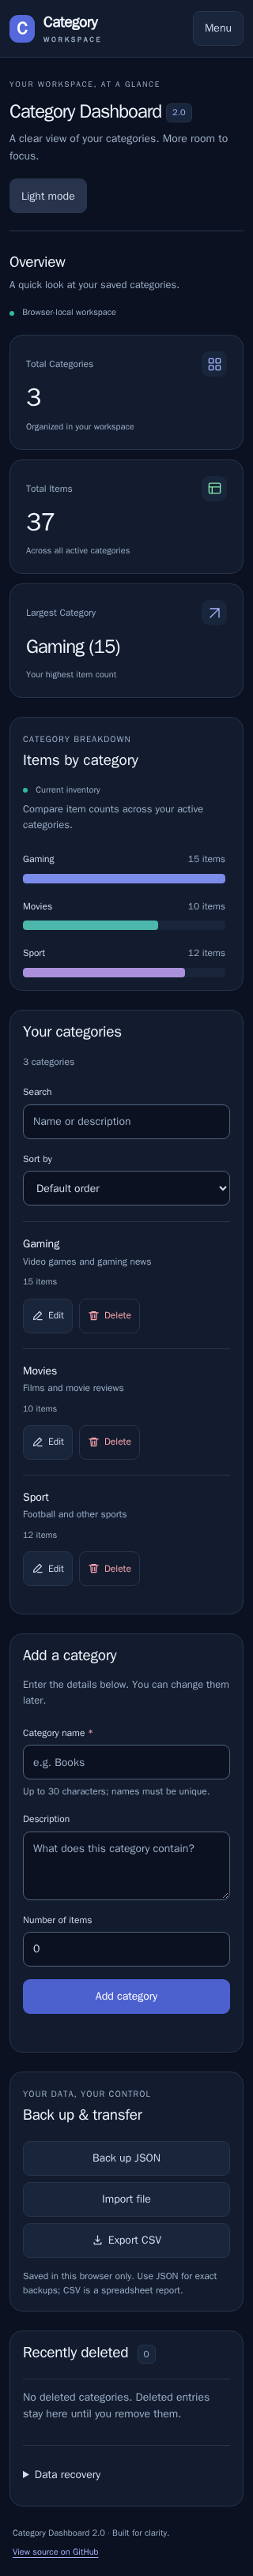 C
Category
WORKSPACE
Menu
YOUR WORKSPACE, AT A GLANCE
Category Dashboard 2.0
A clear view of your categories. More room to
focus.
Light mode
Overview
A quick look at your saved categories.
Browser-local workspace
Total Categories
3
Organized in your workspace
Total Items
37
Across all active categories
Largest Category
Gaming (15)
Your highest item count
CATEGORY BREAKDOWN
Items by category
Current inventory
Compare item counts across your active
categories.
Gaming 15 items
Movies 10 items
Sport 12 items
Your categories
3 categories
Search
Name or description
Sort by
Default order
Gaming
Video games and gaming news
15 items
Edit Delete
Movies
Films and movie reviews
10 items
Edit Delete
Sport
Football and other sports
12 items
Edit Delete
Add a category
Enter the details below. You can change them
later.
Category name *
e.g. Books
Up to 30 characters; names must be unique.
Description
What does this category contain?
Number of items
0
Add category
YOUR DATA, YOUR CONTROL
Back up & transfer
Back up JSON
Import file
Export CSV
Saved in this browser only. Use JSON for exact
backups; CSV is a spreadsheet report.
Recently deleted 0
No deleted categories. Deleted entries
stay here until you remove them.
Data recovery
Category Dashboard 2.0 · Built for clarity.
View source on GitHub